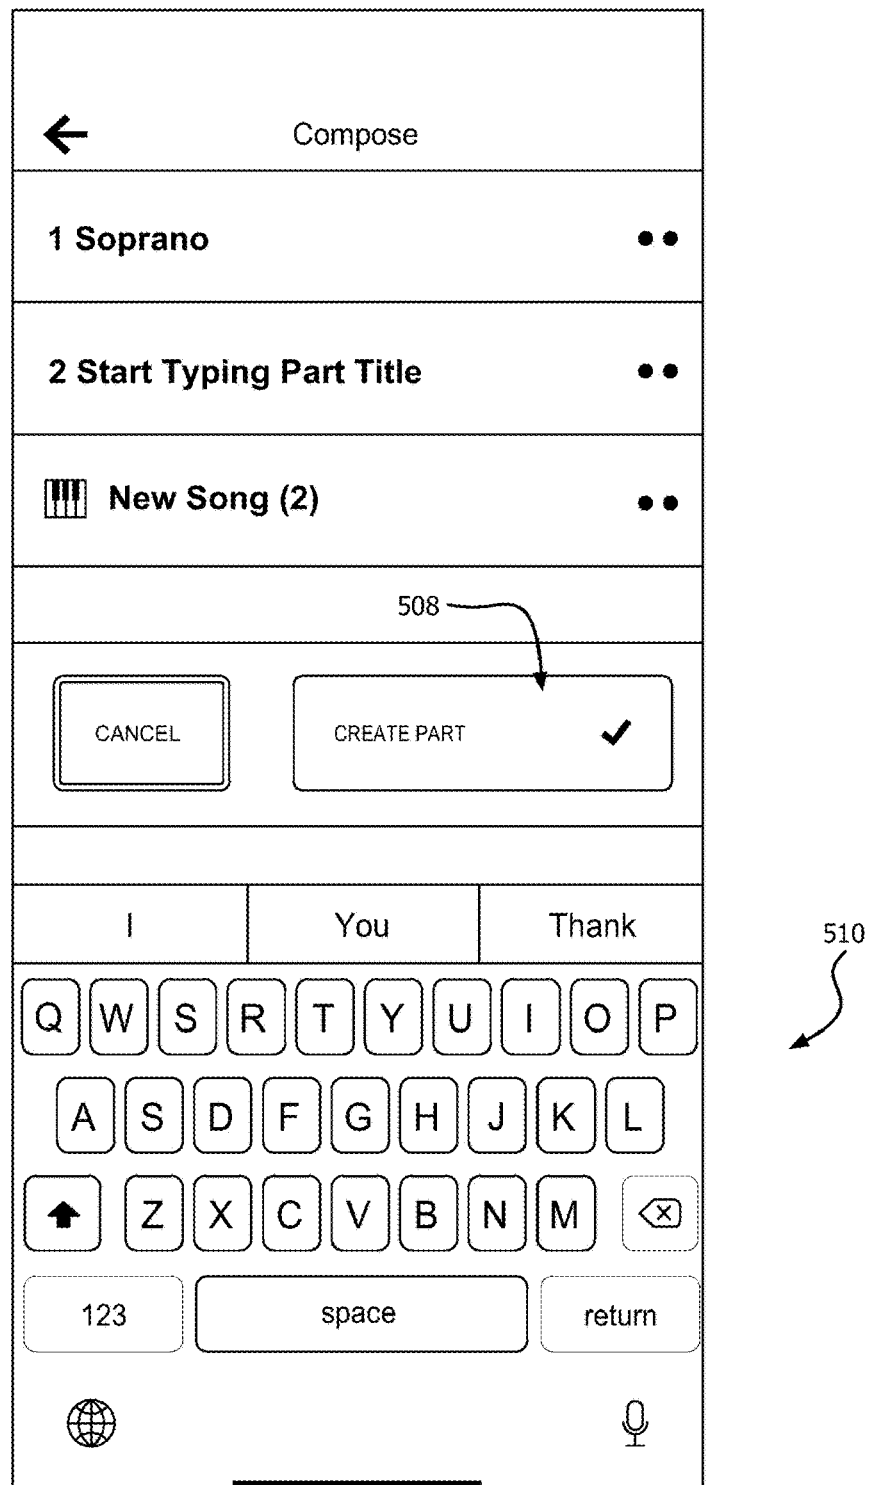 Compose
1 Soprano
2 Start Typing Part Title
New Song (2)
508
CANCEL CREATE PART
I You Thank
510
Q W S R T Y U I O P
A S D F G H J K L
Z X C V B N M
123 space return